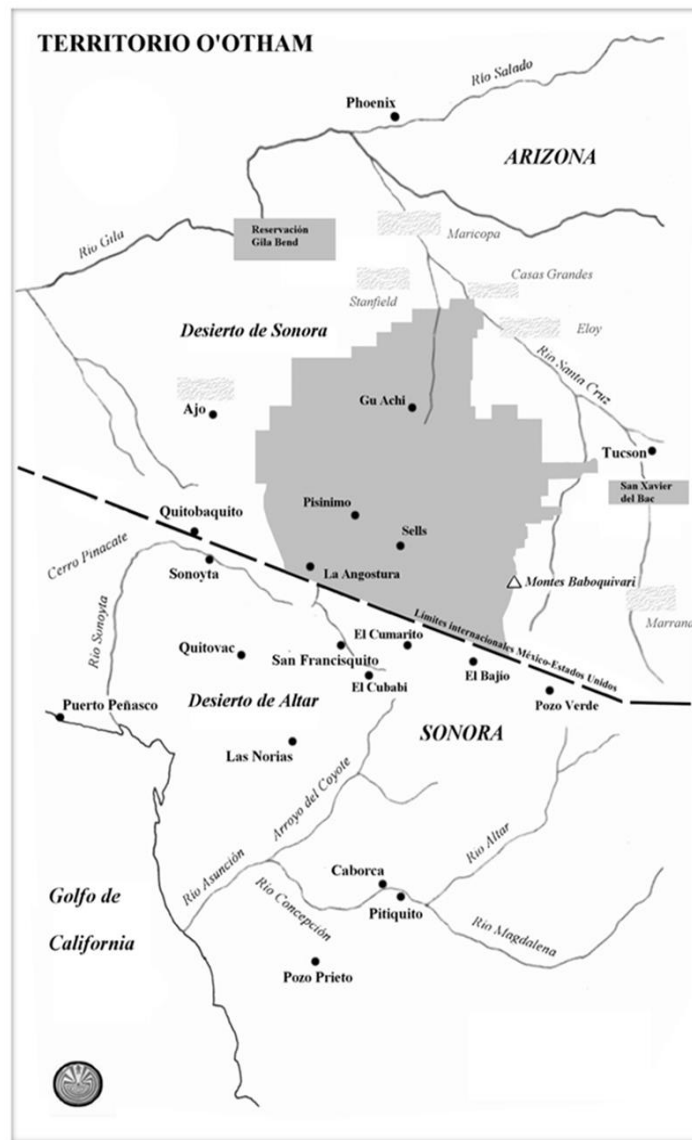 TERRITORIO O'OTHAM
Rio Salado
Phoenix
ARIZONA
Reservación
Gila Bend
Rio Gila
Maricopa
Casas Grandes
Stanfield
Eloy
Desierto de Sonora
Rio Santa Cruz
Ajo
Gu Achi
Tucson
San Xavier
del Bac
Quitobaquito
Pisinimo
Sells
Cerro Pinacate
Sonoyta
La Angostura
Montes Baboquivari
Marrana
Límites internacionales México-Estados Unidos
Rio Sonoyta
Quitovac
San Francisquito
El Cumarito
El Bajío
El Cubabi
Pozo Verde
Desierto de Altar
Puerto Peñasco
SONORA
Las Norias
Arroyo del Coyote
Rio Altar
Rio Asunción
Caborca
Rio Concepción
Pitiquito
Golfo de
California
Rio Magdalena
Pozo Prieto